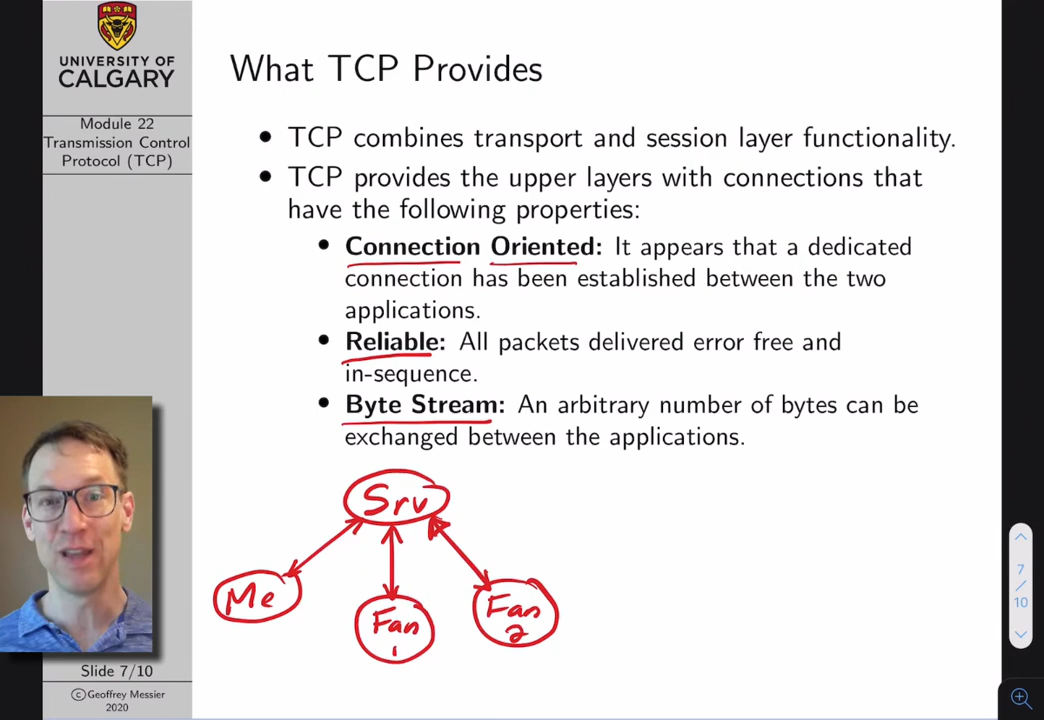 UNIVERSITY OF
CALGARY
Module 22
Transmission Control
Protocol (TCP)
What TCP Provides
• TCP combines transport and session layer functionality.
• TCP provides the upper layers with connections that
have the following properties:
• Connection Oriented: It appears that a dedicated
connection has been established between the two
applications.
• Reliable: All packets delivered error free and
in-sequence.
• Byte Stream: An arbitrary number of bytes can be
exchanged between the applications.
Srv
Me
Fan
1
Fan
2
Slide 7/10
©Geoffrey Messier
2020
7
/
10